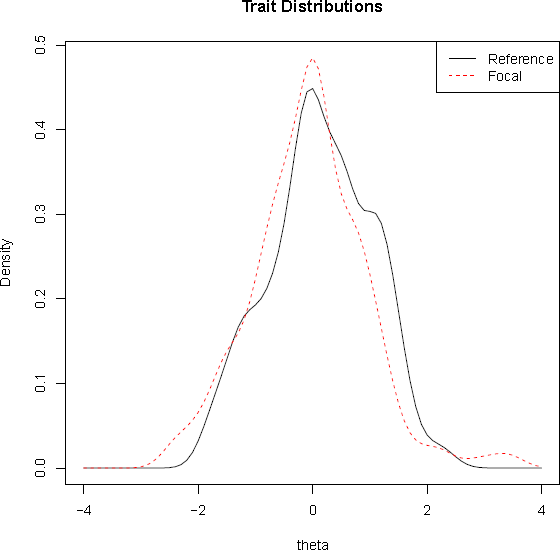 Trait Distributions
Reference
Focal
Density
0.5
0.4
0.3
0.2
0.1
0.0
−4 −2 0 2 4
theta